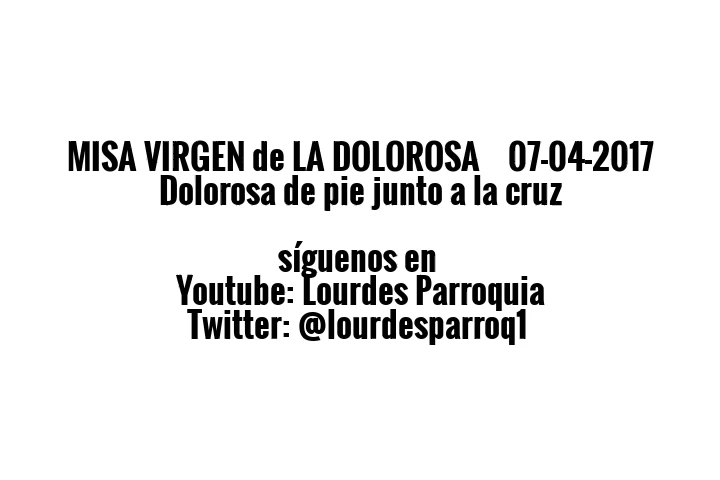 MISA VIRGEN de LA DOLOROSA 07-04-2017
Dolorosa de pie junto a la cruz
síguenos en
Youtube: Lourdes Parroquia
Twitter: @lourdesparroq1